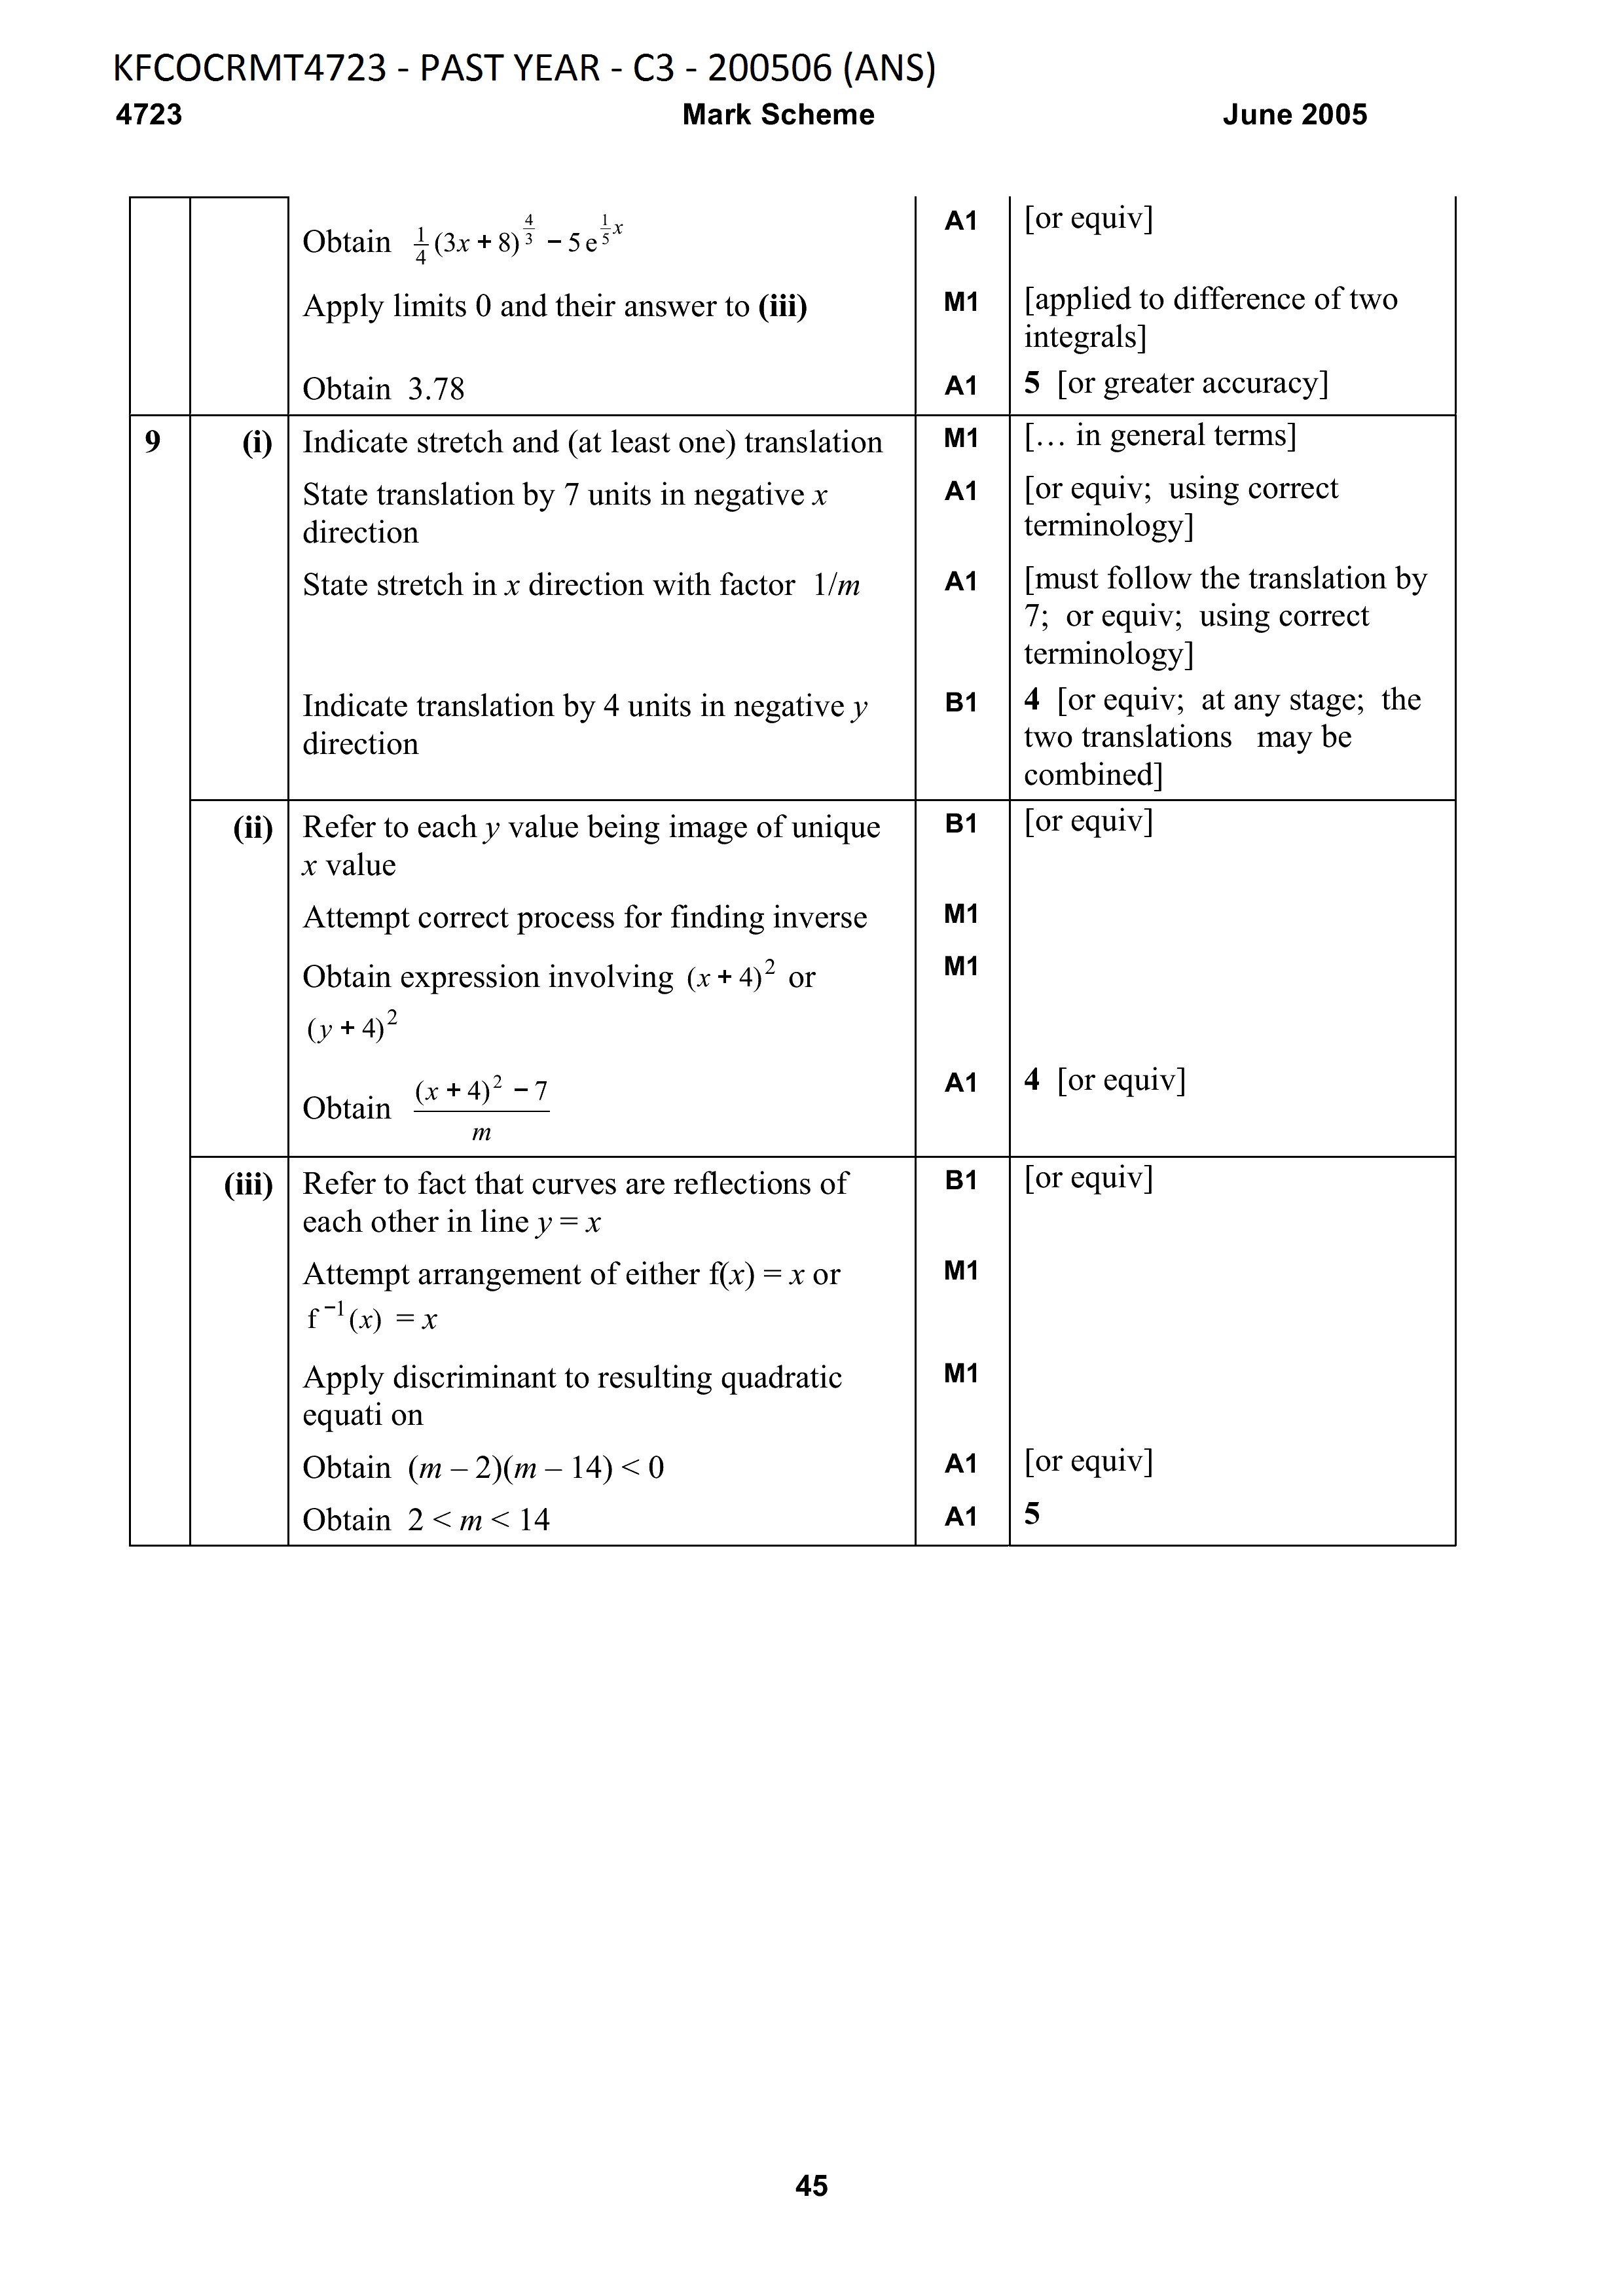 KFCOCRMT4723 - PAST YEAR - C3 - 200506 (ANS)
4723 Mark Scheme June 2005
Obtain 1/4 (3x + 8)^(4/3) − 5e^(1/5 x) A1 [or equiv]
Apply limits 0 and their answer to (iii) M1 [applied to difference of two
integrals]
Obtain 3.78 A1 5 [or greater accuracy]
9 (i) Indicate stretch and (at least one) translation M1 [… in general terms]
State translation by 7 units in negative x A1 [or equiv; using correct
direction terminology]
State stretch in x direction with factor 1/m A1 [must follow the translation by
7; or equiv; using correct
terminology]
Indicate translation by 4 units in negative y B1 4 [or equiv; at any stage; the
direction two translations may be
combined]
(ii) Refer to each y value being image of unique B1 [or equiv]
x value
Attempt correct process for finding inverse M1
Obtain expression involving (x + 4)² or M1
(y + 4)²
Obtain ((x + 4)² − 7)/m A1 4 [or equiv]
(iii) Refer to fact that curves are reflections of B1 [or equiv]
each other in line y = x
Attempt arrangement of either f(x) = x or M1
f⁻¹(x) = x
Apply discriminant to resulting quadratic M1
equati on
Obtain (m – 2)(m – 14) < 0 A1 [or equiv]
Obtain 2 < m < 14 A1 5
45